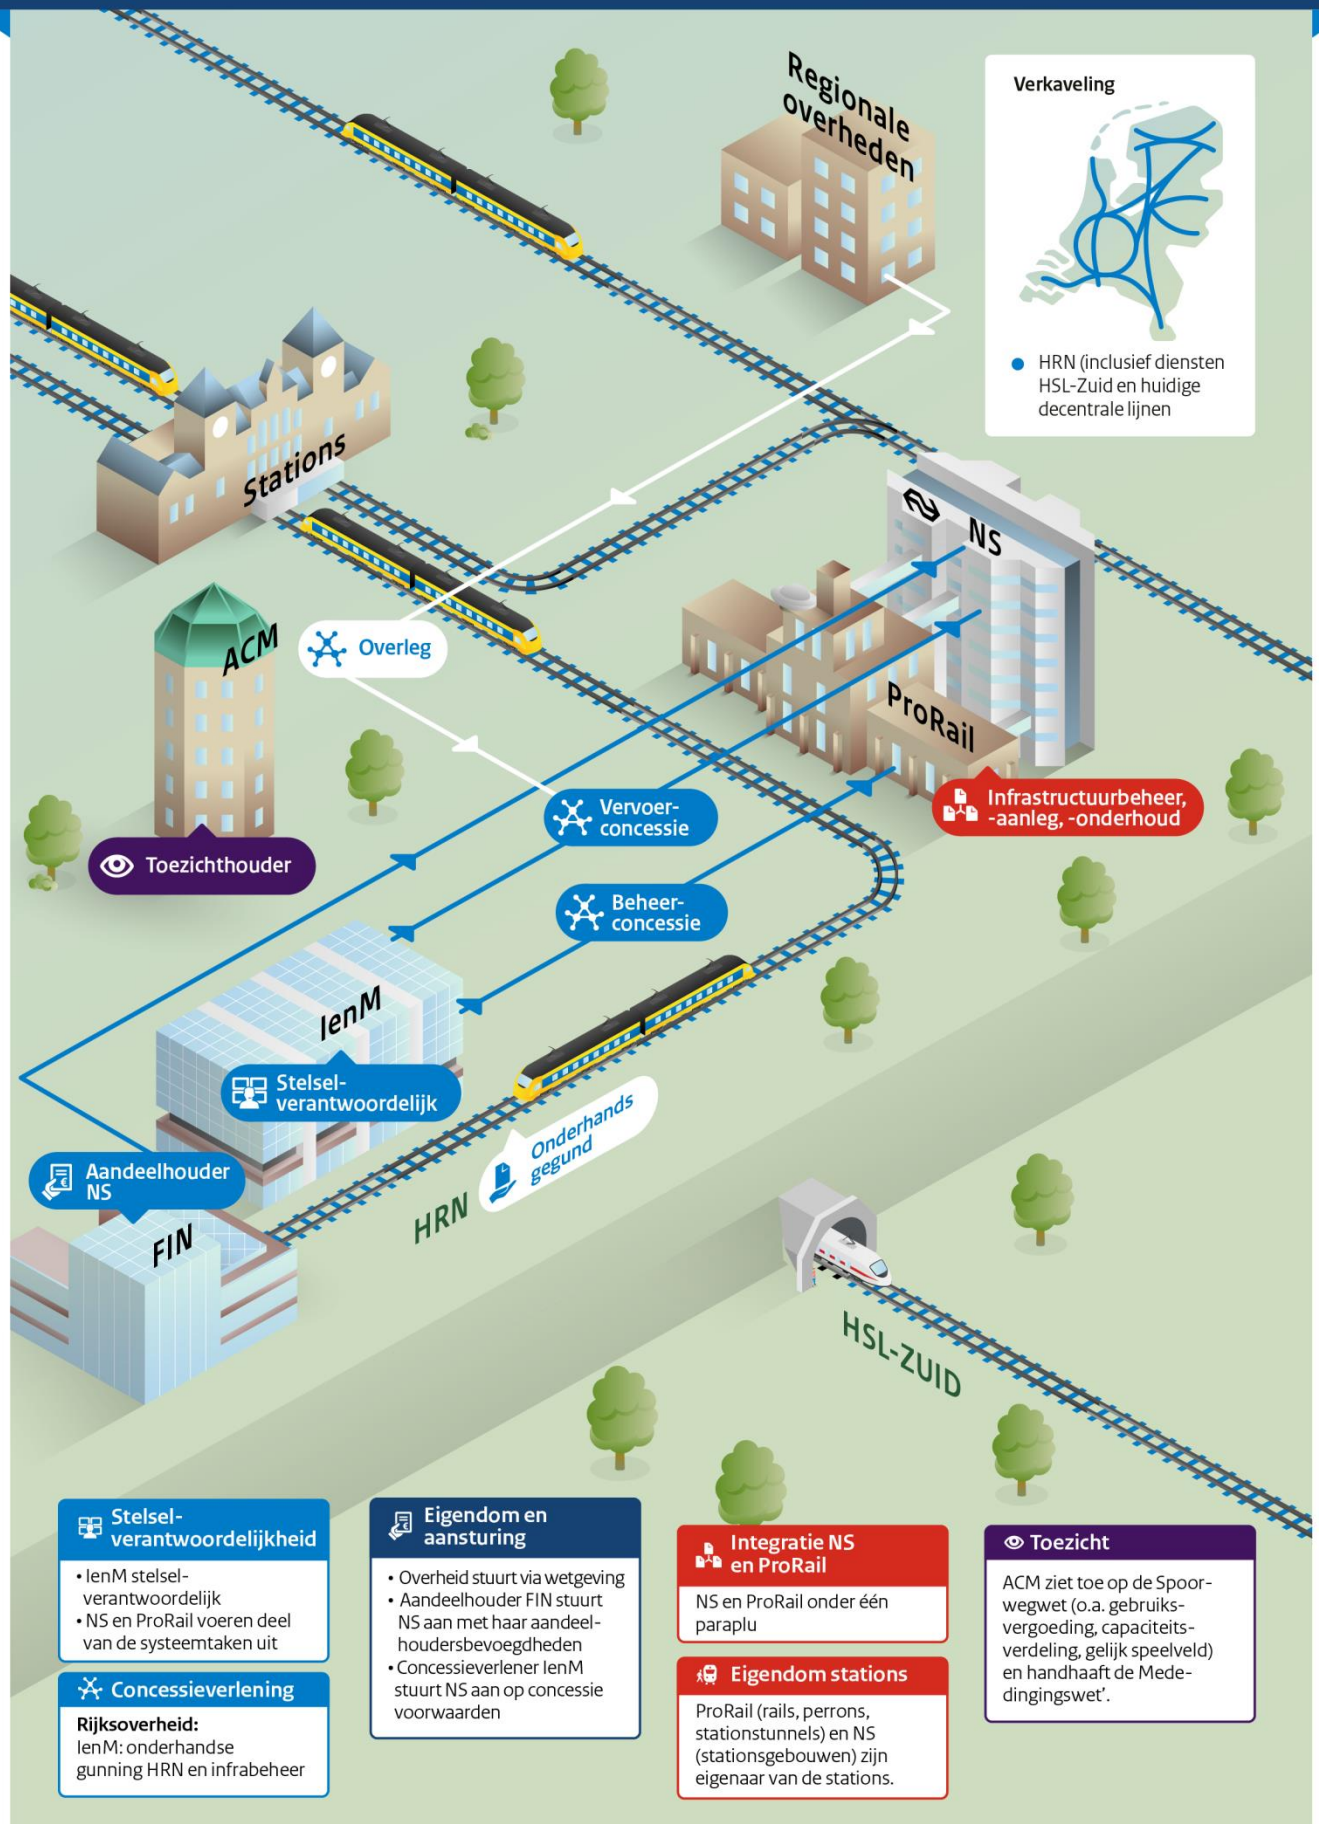 Regionale
overheden
Verkaveling
HRN (inclusief diensten
HSL-Zuid en huidige
decentrale lijnen
Stations
NS
ACM
Overleg
ProRail
Infrastructuurbeheer,
-aanleg, -onderhoud
Vervoer-
concessie
Toezichthouder
Beheer-
concessie
IenM
Stelsel-
verantwoordelijk
Onderhands
gegund
Aandeelhouder
NS
HRN
FIN
HSL-ZUID
Stelsel-
verantwoordelijkheid
• IenM stelsel-
verantwoordelijk
• NS en ProRail voeren deel
van de systeemtaken uit
Concessieverlening
Rijksoverheid:
IenM: onderhandse
gunning HRN en infrabeheer
Eigendom en
aansturing
• Overheid stuurt via wetgeving
• Aandeelhouder FIN stuurt
NS aan met haar aandeel-
houdersbevoegdheden
• Concessieverlener IenM
stuurt NS aan op concessie
voorwaarden
Integratie NS
en ProRail
NS en ProRail onder één
paraplu
Eigendom stations
ProRail (rails, perrons,
stationstunnels) en NS
(stationsgebouwen) zijn
eigenaar van de stations.
Toezicht
ACM ziet toe op de Spoor-
wegwet (o.a. gebruiks-
vergoeding, capaciteits-
verdeling, gelijk speelveld)
en handhaaft de Mede-
dingingswet’.